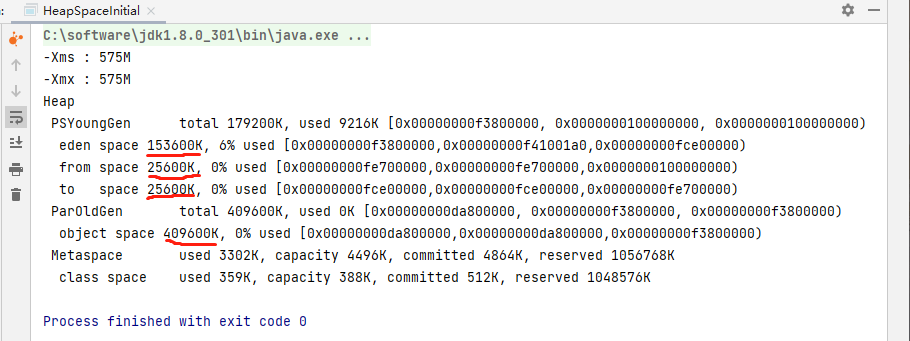 HeapSpaceInitial
C:\software\jdk1.8.0_301\bin\java.exe ...
-Xms : 575M
-Xmx : 575M
Heap
PSYoungGen total 179200K, used 9216K [0x00000000f3800000, 0x0000000100000000, 0x0000000100000000)
eden space 153600K, 6% used [0x00000000f3800000,0x00000000f41001a0,0x00000000fce00000)
from space 25600K, 0% used [0x00000000fe700000,0x00000000fe700000,0x0000000100000000)
to space 25600K, 0% used [0x00000000fce00000,0x00000000fce00000,0x00000000fe700000)
ParOldGen total 409600K, used 0K [0x00000000da800000, 0x00000000f3800000, 0x00000000f3800000)
object space 409600K, 0% used [0x00000000da800000,0x00000000da800000,0x00000000f3800000)
Metaspace used 3302K, capacity 4496K, committed 4864K, reserved 1056768K
class space used 359K, capacity 388K, committed 512K, reserved 1048576K
Process finished with exit code 0